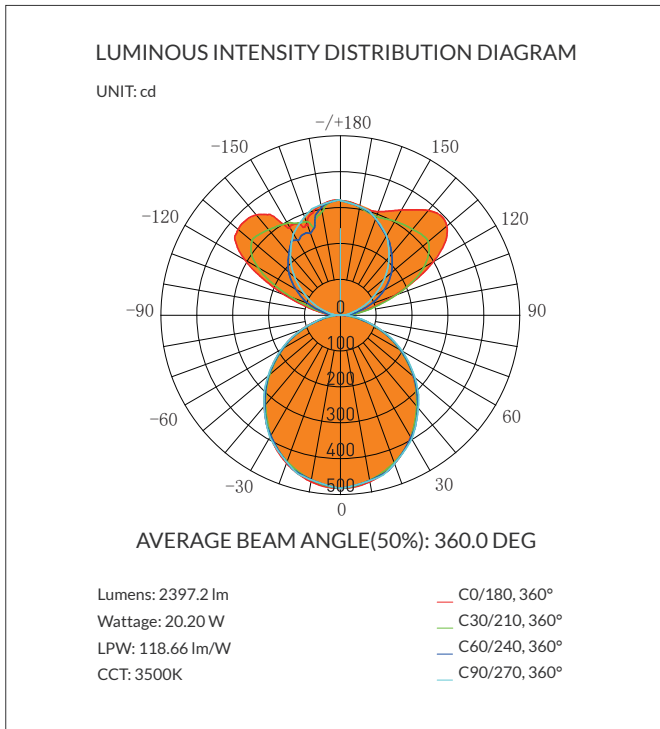 LUMINOUS INTENSITY DISTRIBUTION DIAGRAM
UNIT: cd
−/+180
−150
150
−120
120
−90
90
−60
60
−30
30
0
0
100
200
300
400
500
AVERAGE BEAM ANGLE(50%): 360.0 DEG
Lumens: 2397.2 lm
Wattage: 20.20 W
LPW: 118.66 lm/W
CCT: 3500K
C0/180, 360°
C30/210, 360°
C60/240, 360°
C90/270, 360°